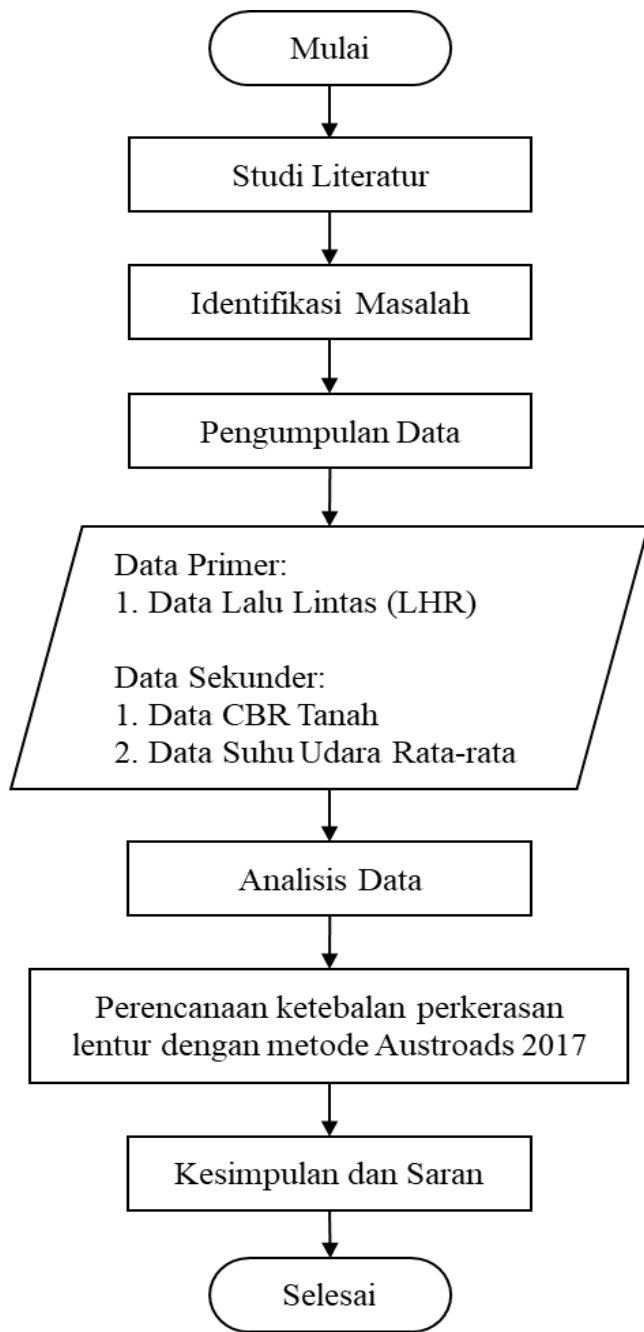 Mulai
Studi Literatur
Identifikasi Masalah
Pengumpulan Data
Data Primer:
1. Data Lalu Lintas (LHR)
Data Sekunder:
1. Data CBR Tanah
2. Data Suhu Udara Rata-rata
Analisis Data
Perencanaan ketebalan perkerasan
lentur dengan metode Austroads 2017
Kesimpulan dan Saran
Selesai